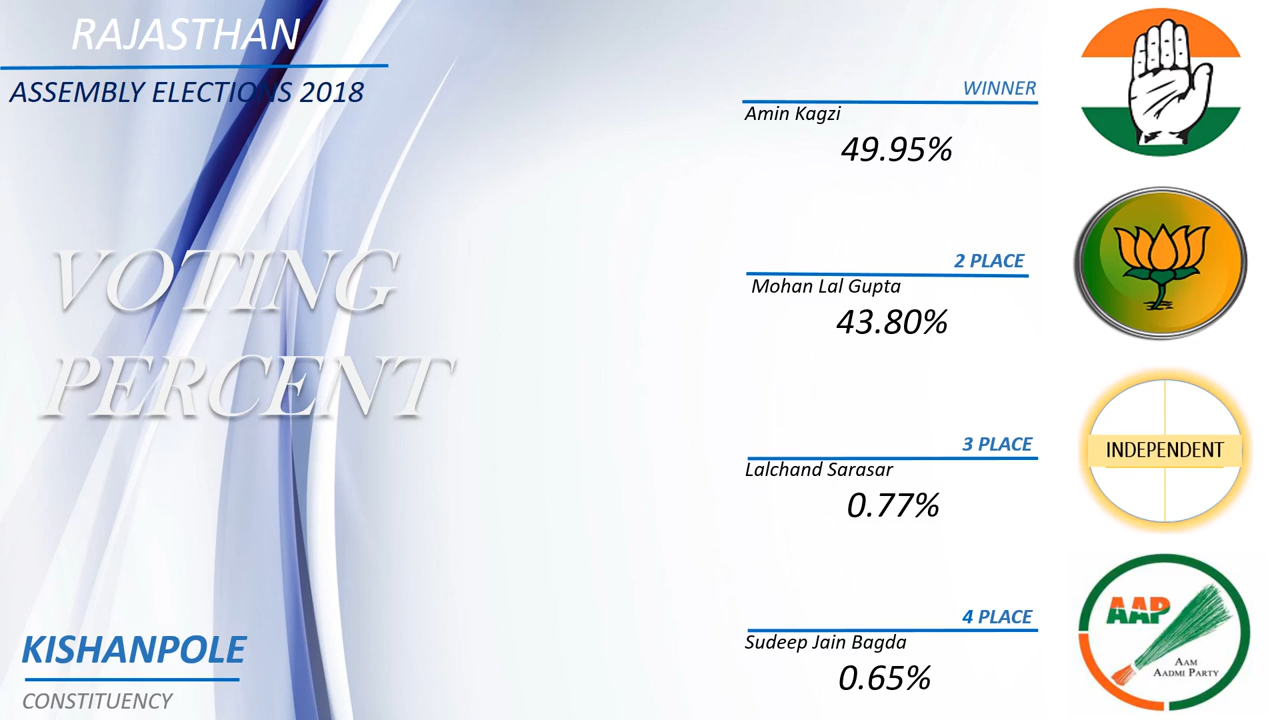 RAJASTHAN
ASSEMBLY ELECTIONS 2018
VOTING
PERCENT
KISHANPOLE
CONSTITUENCY
WINNER
Amin Kagzi
49.95%
2 PLACE
Mohan Lal Gupta
43.80%
3 PLACE
Lalchand Sarasar
0.77%
INDEPENDENT
4 PLACE
Sudeep Jain Bagda
0.65%
AAP
AAM
AADMI PARTY